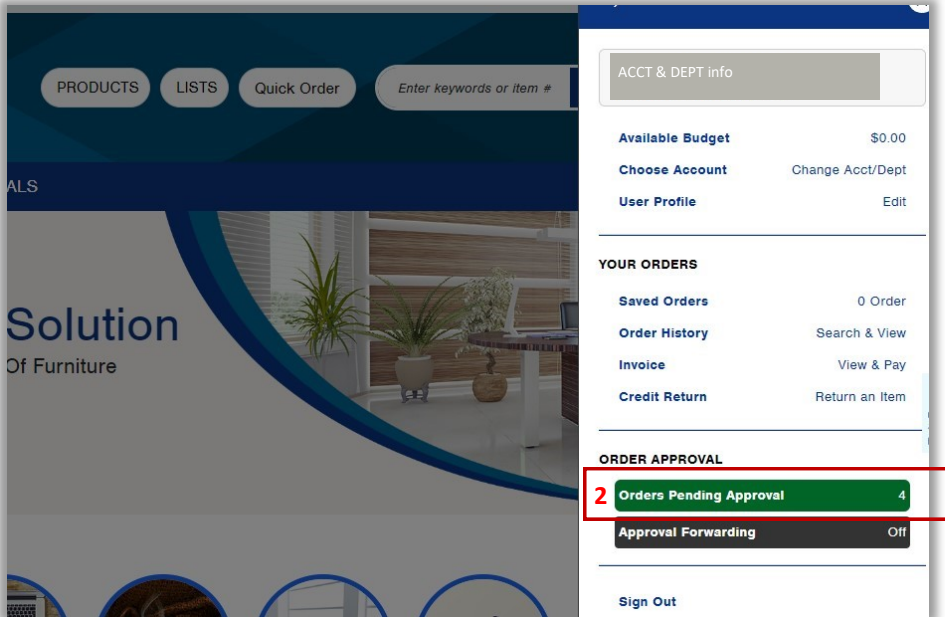 PRODUCTS LISTS Quick Order Enter keywords or item #
ALS
Solution
Of Furniture
ACCT & DEPT info
Available Budget $0.00
Choose Account Change Acct/Dept
User Profile Edit
YOUR ORDERS
Saved Orders 0 Order
Order History Search & View
Invoice View & Pay
Credit Return Return an Item
ORDER APPROVAL
2 Orders Pending Approval 4
Approval Forwarding Off
Sign Out